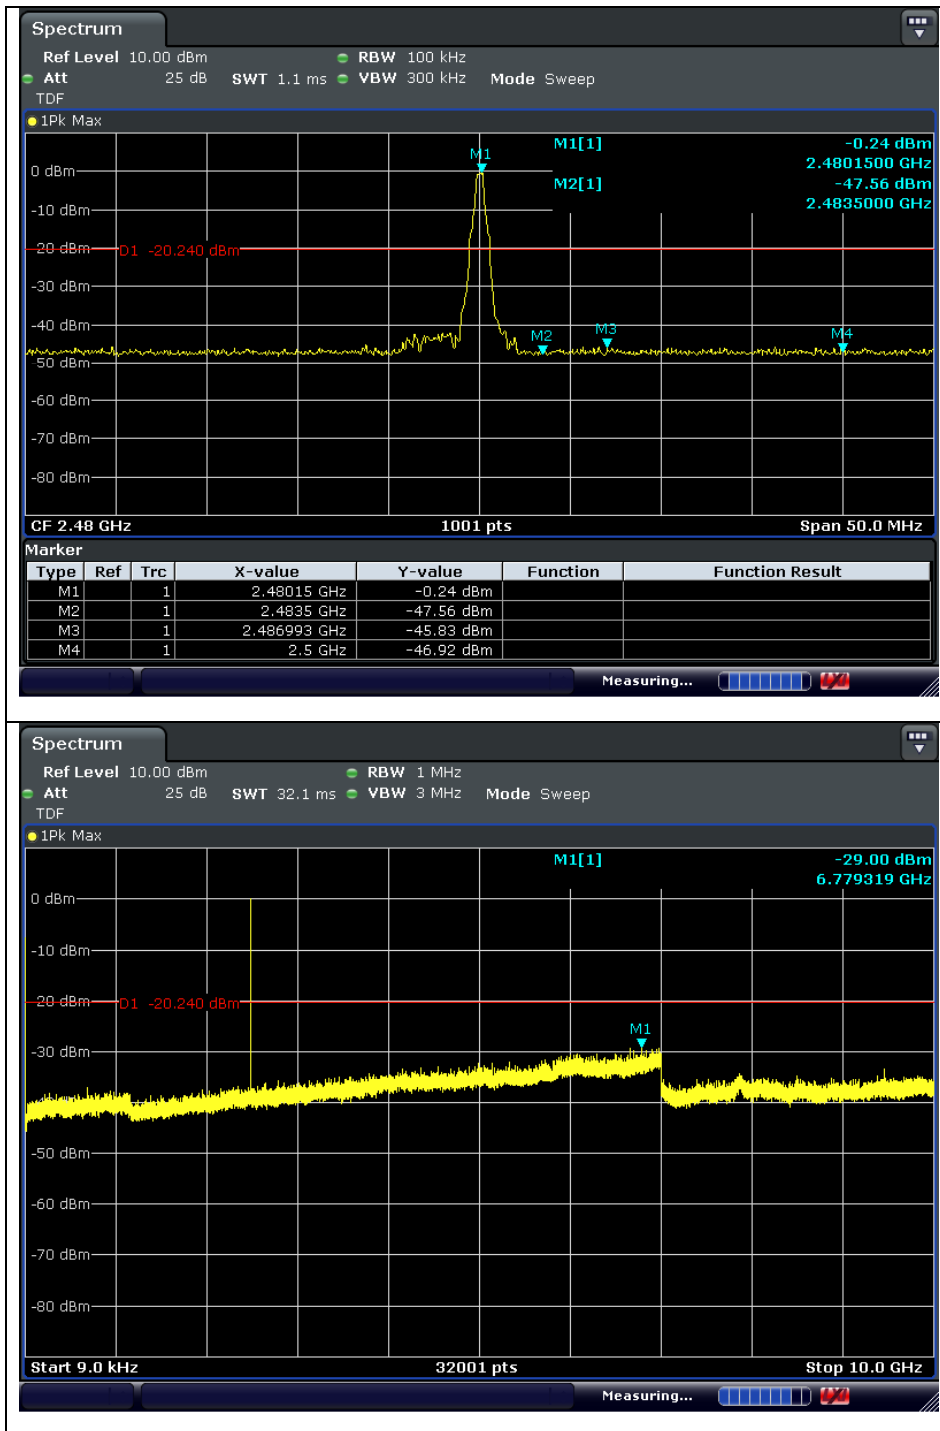 Spectrum
Ref Level 10.00 dBm RBW 100 kHz
Att 25 dB SWT 1.1 ms VBW 300 kHz Mode Sweep
TDF
1Pk Max
M1[1] -0.24 dBm
2.4801500 GHz
M2[1] -47.56 dBm
2.4835000 GHz
M1
0 dBm
-10 dBm
-20 dBm
D1 -20.240 dBm
-30 dBm
-40 dBm
M2 M3 M4
-50 dBm
-60 dBm
-70 dBm
-80 dBm
CF 2.48 GHz 1001 pts Span 50.0 MHz
Marker
Type Ref Trc X-value Y-value Function Function Result
M1 1 2.48015 GHz -0.24 dBm
M2 1 2.4835 GHz -47.56 dBm
M3 1 2.486993 GHz -45.83 dBm
M4 1 2.5 GHz -46.92 dBm
Measuring...
Spectrum
Ref Level 10.00 dBm RBW 1 MHz
Att 25 dB SWT 32.1 ms VBW 3 MHz Mode Sweep
TDF
1Pk Max
M1[1] -29.00 dBm
6.779319 GHz
0 dBm
-10 dBm
-20 dBm
D1 -20.240 dBm
M1
-30 dBm
-50 dBm
-60 dBm
-70 dBm
-80 dBm
Start 9.0 kHz 32001 pts Stop 10.0 GHz
Measuring...